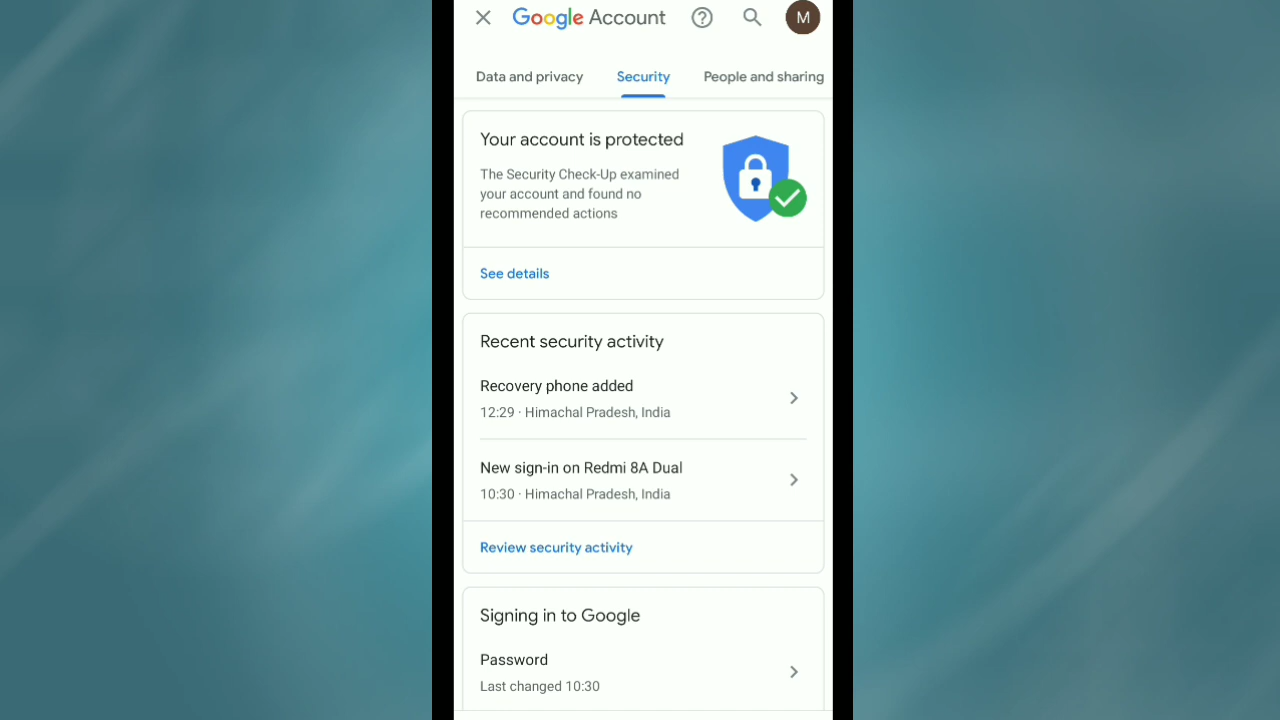 Google Account
M
Data and privacy
Security
People and sharing
Your account is protected
The Security Check-Up examined
your account and found no
recommended actions
See details
Recent security activity
Recovery phone added
12:29 · Himachal Pradesh, India
New sign-in on Redmi 8A Dual
10:30 · Himachal Pradesh, India
Review security activity
Signing in to Google
Password
Last changed 10:30